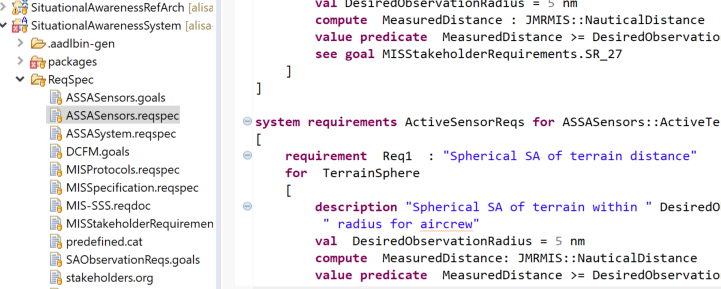 SituationalAwarenessRefArch [alisa
SituationalAwarenessSystem [alisa-
.aadlbin-gen
packages
ReqSpec
ASSASensors.goals
ASSASensors.reqspec
ASSASystem.reqspec
DCFM.goals
MISProtocols.reqspec
MISSpecification.reqspec
MIS-SSS.reqdoc
MISStakeholderRequiremen
predefined.cat
SAObservationReqs.goals
stakeholders.org
val DesiredObservationRadius = 5 nm
compute MeasuredDistance : JMRMIS::NauticalDistance
value predicate MeasuredDistance >= DesiredObservatio
see goal MISStakeholderRequirements.SR_27
]
]
system requirements ActiveSensorReqs for ASSASensors::ActiveTe
[
requirement Req1 : "Spherical SA of terrain distance"
for TerrainSphere
[
description "Spherical SA of terrain within " DesiredO
" radius for aircrew"
val DesiredObservationRadius = 5 nm
compute MeasuredDistance: JMRMIS::NauticalDistance
value predicate MeasuredDistance >= DesiredObservatio